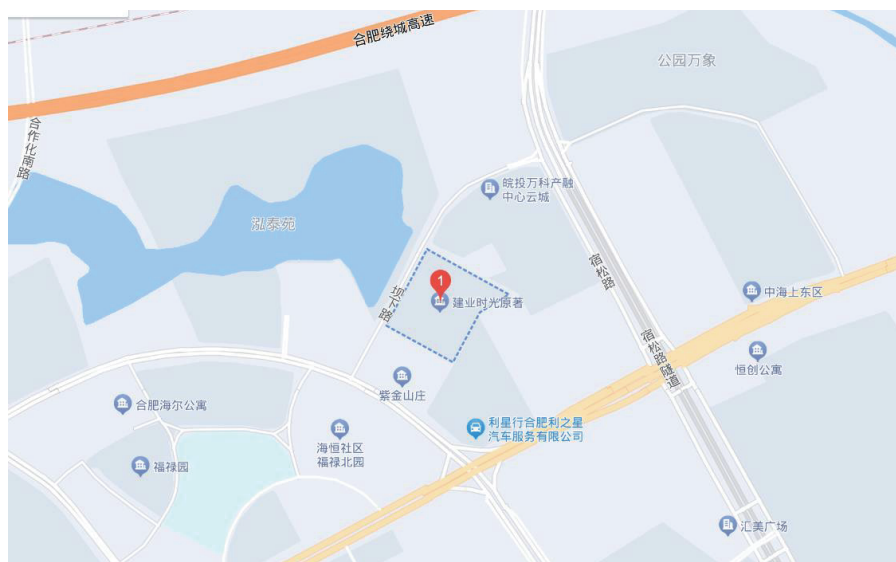 合肥绕城高速
公园万象
合作化南路
皖投万科产融
中心云城
泓泰苑
宿松路
坝下路
1
建业时光原著
中海上东区
宿松路隧道
恒创公寓
紫金山庄
合肥海尔公寓
利星行合肥利之星
汽车服务有限公司
海恒社区
福禄北园
福禄园
汇美广场